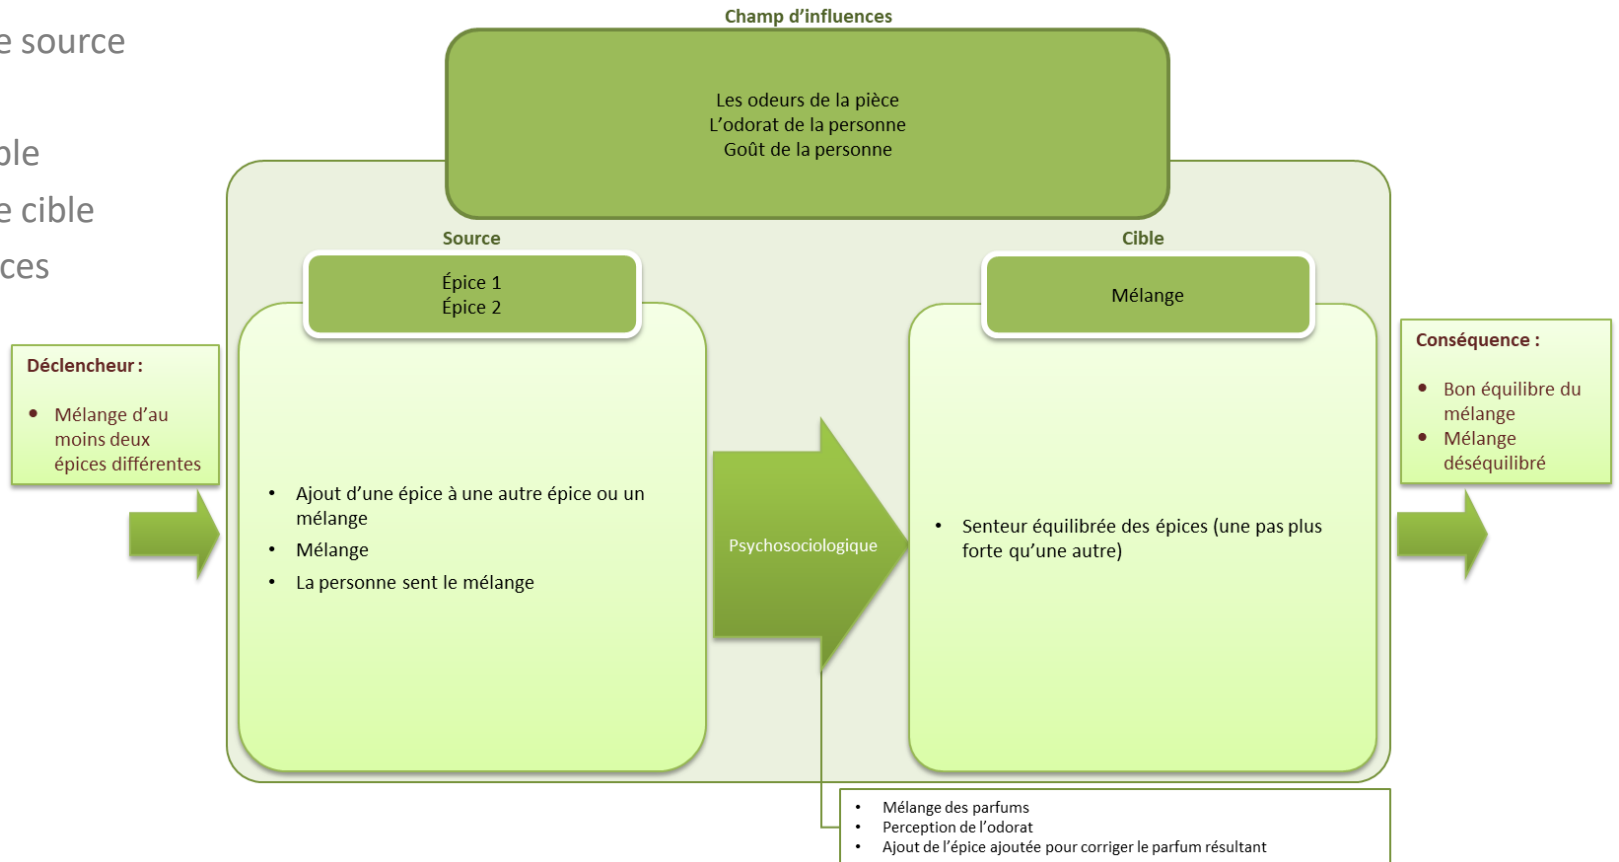 e source
ble
e cible
ces
Champ d’influences
Les odeurs de la pièce
L’odorat de la personne
Goût de la personne
Source
Épice 1
Épice 2
Cible
Mélange
Déclencheur :
• Mélange d’au
moins deux
épices différentes
• Ajout d’une épice à une autre épice ou un
mélange
• Mélange
• La personne sent le mélange
Psychosociologique
• Senteur équilibrée des épices (une pas plus
forte qu’une autre)
Conséquence :
• Bon équilibre du
mélange
• Mélange
déséquilibré
• Mélange des parfums
• Perception de l’odorat
• Ajout de l’épice ajoutée pour corriger le parfum résultant